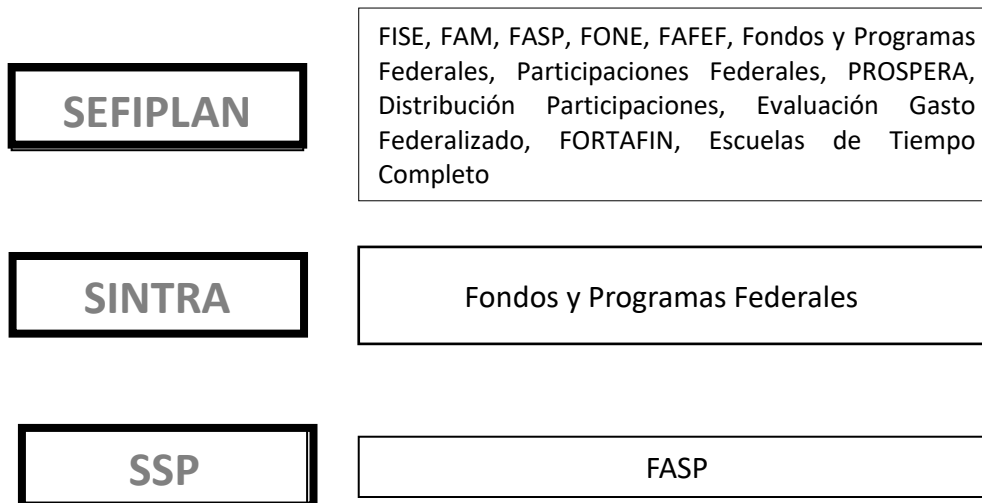 SEFIPLAN
FISE, FAM, FASP, FONE, FAFEF, Fondos y Programas
Federales, Participaciones Federales, PROSPERA,
Distribución Participaciones, Evaluación Gasto
Federalizado, FORTAFIN, Escuelas de Tiempo
Completo
SINTRA
Fondos y Programas Federales
SSP
FASP